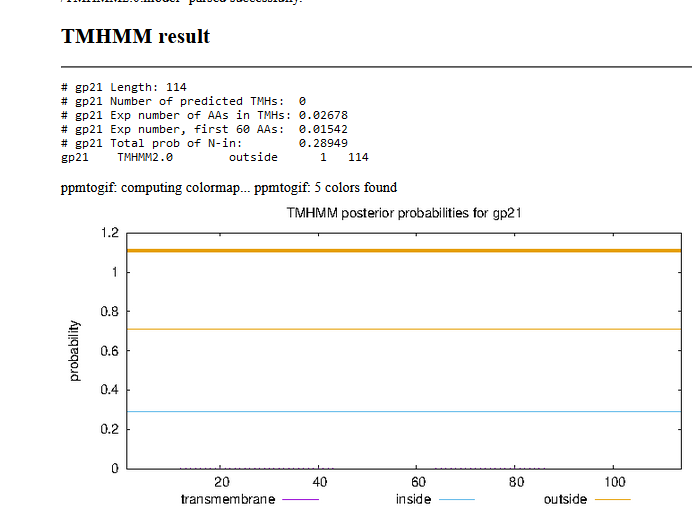 TMHMM result
# gp21 Length: 114
# gp21 Number of predicted TMHs:  0
# gp21 Exp number of AAs in TMHs: 0.02678
# gp21 Exp number, first 60 AAs:  0.01542
# gp21 Total prob of N-in:        0.28949
gp21    TMHMM2.0        outside      1   114
ppmtogif: computing colormap... ppmtogif: 5 colors found
TMHMM posterior probabilities for gp21
1.2
1
0.8
0.6
0.4
0.2
0
probability
20 40 60 80 100
transmembrane inside outside